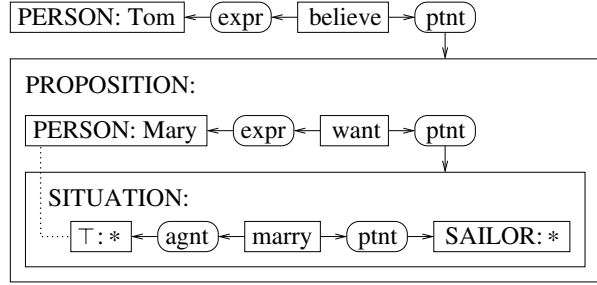 PERSON: Tom expr believe ptnt
PROPOSITION:
PERSON: Mary expr want ptnt
SITUATION:
⊤: * agnt marry ptnt SAILOR: *